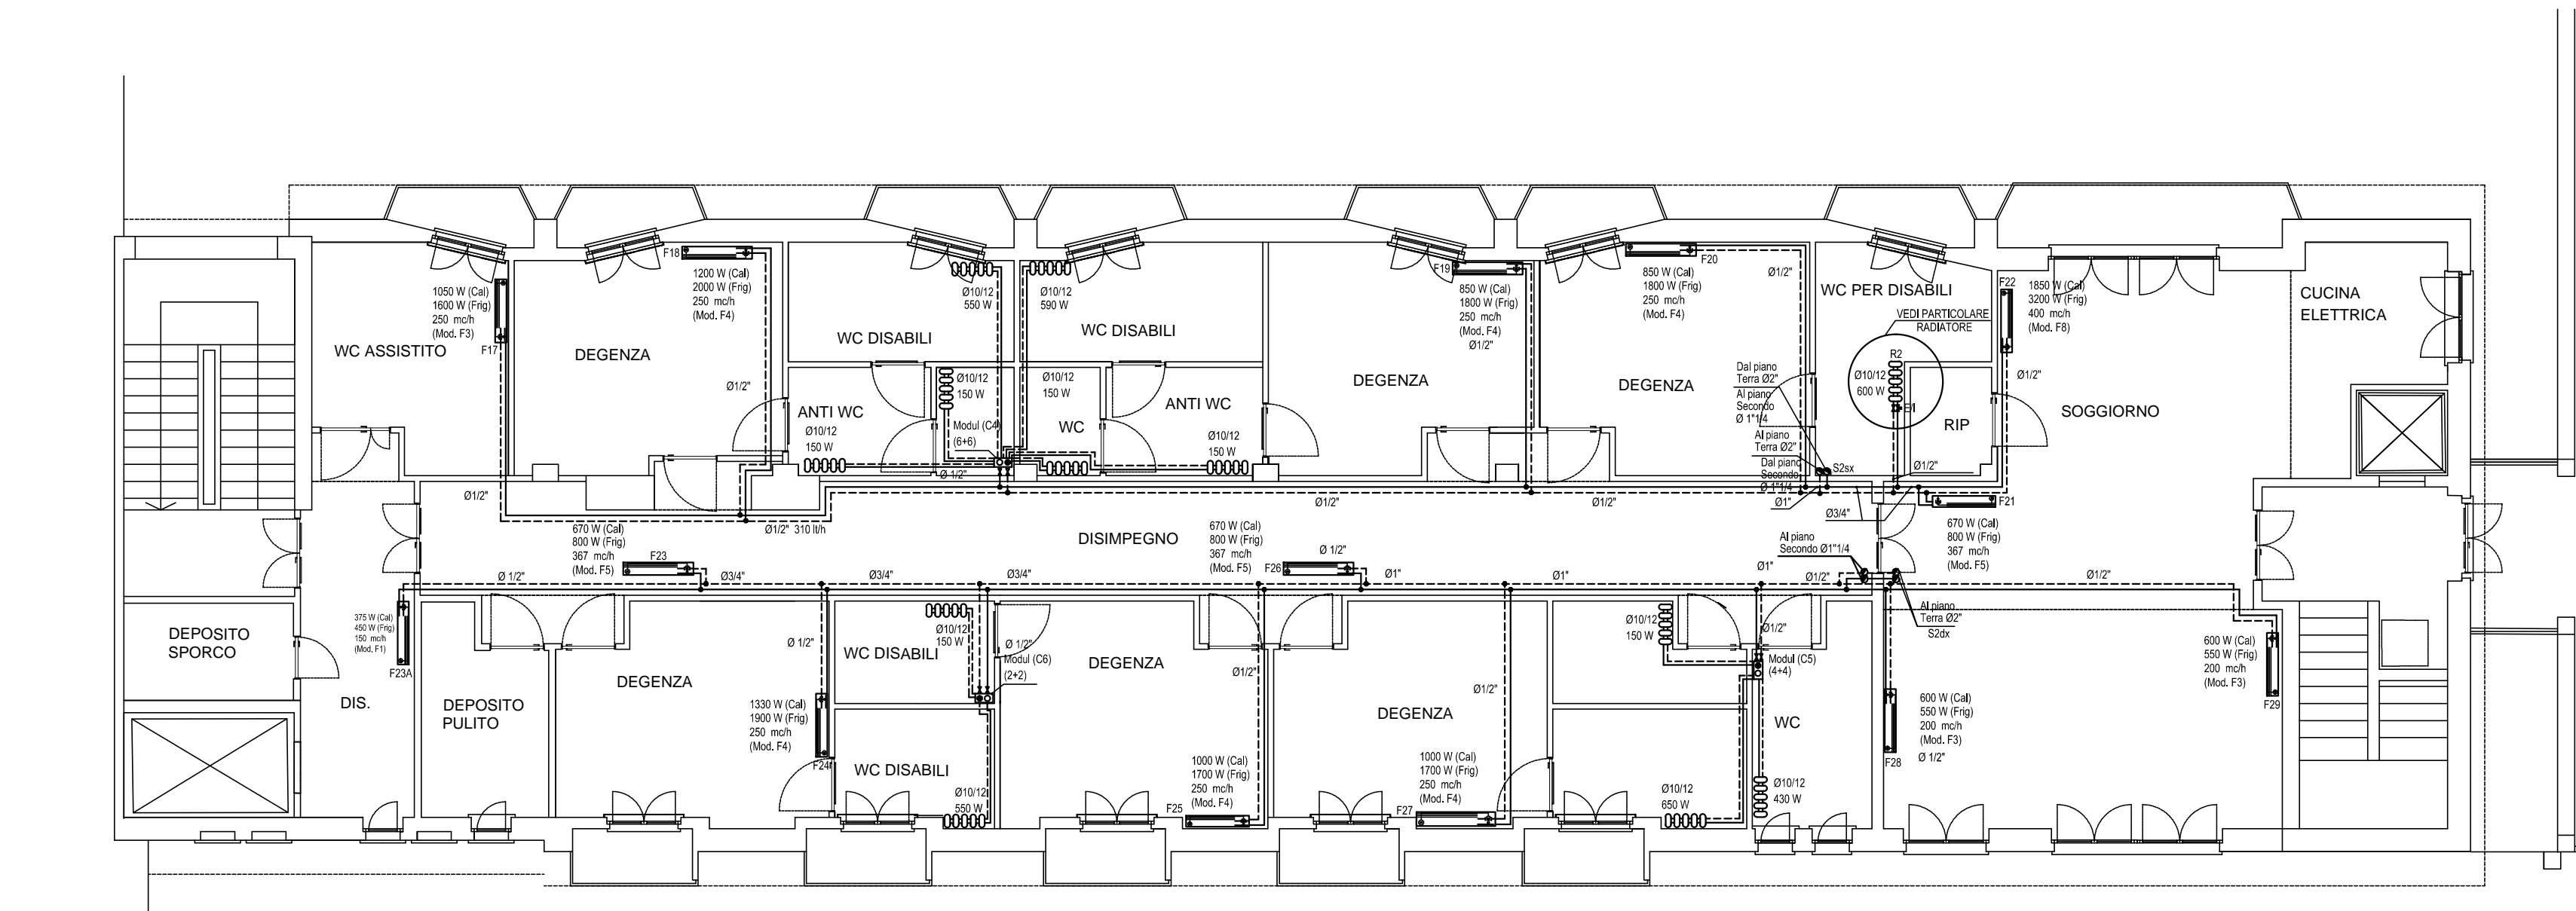 F18
1200 W (Cal)
2000 W (Frig)
250 mc/h
(Mod. F4)
1050 W (Cal)
1600 W (Frig)
250 mc/h
(Mod. F3)
F17
WC ASSISTITO
DEGENZA
Ø1/2"
Ø10/12
550 W
Ø10/12
590 W
WC DISABILI
WC DISABILI
Ø10/12
150 W
Ø10/12
150 W
ANTI WC
Ø10/12
150 W
Modul (C4)
(6+6)
WC
ANTI WC
Ø10/12
150 W
Ø 1/2"
F19
850 W (Cal)
1800 W (Frig)
250 mc/h
(Mod. F4)
Ø1/2"
DEGENZA
F20
850 W (Cal)
1800 W (Frig)
250 mc/h
(Mod. F4)
Ø1/2"
DEGENZA
WC PER DISABILI
VEDI PARTICOLARE
RADIATORE
R2
Ø10/12
600 W
E/I
Dal piano
Terra Ø2"
Al piano
Secondo
Ø 1"1/4
Al piano
Terra Ø2"
Dal piano
Secondo
Ø 1"1/4
Ø1"
S2sx
RIP
Ø1/2"
F22
1850 W (Cal)
3200 W (Frig)
400 mc/h
(Mod. F8)
Ø1/2"
SOGGIORNO
CUCINA
ELETTRICA
Ø1/2"
Ø1/2" 310 lt/h
Ø1/2"
Ø1/2"
Ø3/4"
F21
670 W (Cal)
800 W (Frig)
367 mc/h
(Mod. F5)
670 W (Cal)
800 W (Frig)
367 mc/h
(Mod. F5)
F23
DISIMPEGNO
670 W (Cal)
800 W (Frig)
367 mc/h
(Mod. F5)
F26
Ø 1/2"
Al piano
Secondo Ø1"1/4
Ø 1/2"
Ø3/4"
Ø3/4"
Ø3/4"
Ø1"
Ø1"
Ø1"
Ø1/2"
Ø1/2"
Al piano
Terra Ø2"
S2dx
DEPOSITO
SPORCO
375 W (Cal)
450 W (Frig)
150 mc/h
(Mod. F1)
F23A
DIS.
DEPOSITO
PULITO
DEGENZA
Ø 1/2"
1330 W (Cal)
1900 W (Frig)
250 mc/h
(Mod. F4)
F24
Ø10/12
150 W
WC DISABILI
Ø 1/2"
Modul (C6)
(2+2)
WC DISABILI
Ø10/12
550 W
DEGENZA
Ø1/2"
1000 W (Cal)
1700 W (Frig)
250 mc/h
(Mod. F4)
F25
DEGENZA
Ø1/2"
1000 W (Cal)
1700 W (Frig)
250 mc/h
(Mod. F4)
F27
Ø10/12
150 W
Ø1/2"
Modul (C5)
(4+4)
Ø10/12
650 W
WC
Ø10/12
430 W
600 W (Cal)
550 W (Frig)
200 mc/h
(Mod. F3)
Ø 1/2"
F28
600 W (Cal)
550 W (Frig)
200 mc/h
(Mod. F3)
F29